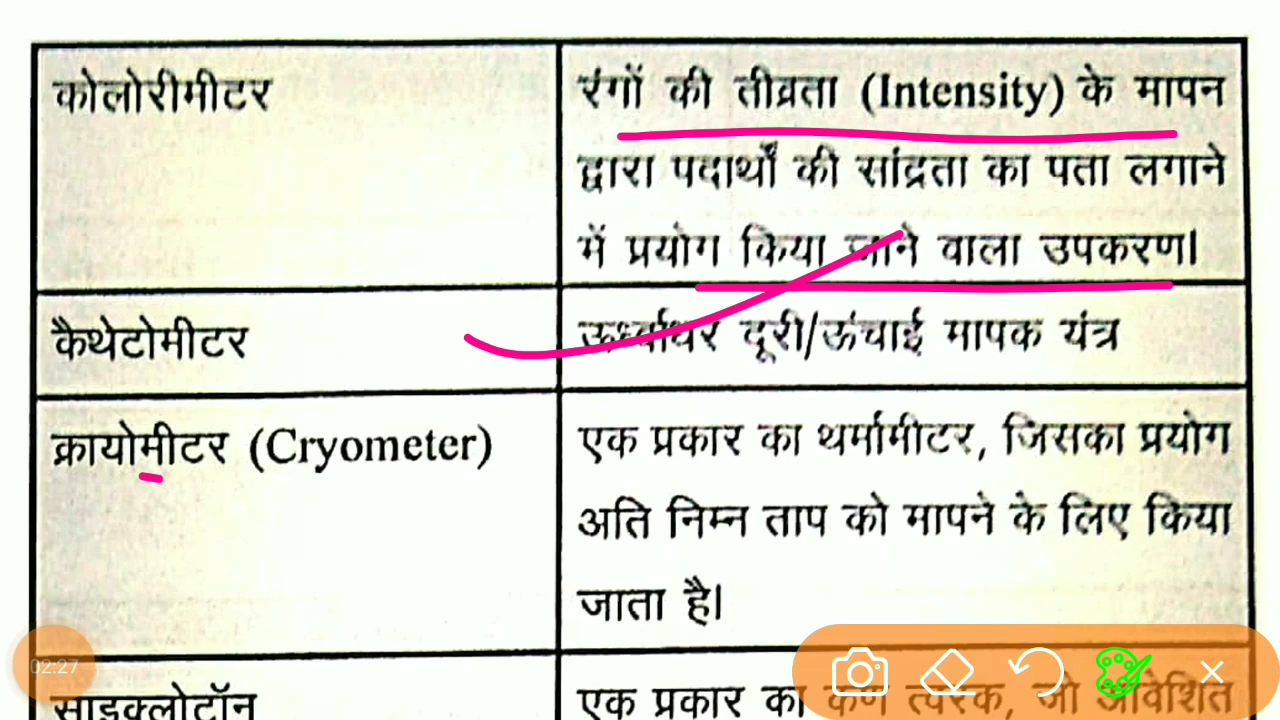 कोलोरीमीटर
रंगों की तीव्रता (Intensity) के मापन
द्वारा पदार्थों की सांद्रता का पता लगाने
में प्रयोग किया जाने वाला उपकरण।
कैथेटोमीटर
ऊर्ध्वाधर दूरी/ऊंचाई मापक यंत्र
क्रायोमीटर (Cryometer)
एक प्रकार का थर्मामीटर, जिसका प्रयोग
अति निम्न ताप को मापने के लिए किया
जाता है।
साइक्लोटॉन
एक प्रकार का कण त्वरक, जो आवेशित
02:27